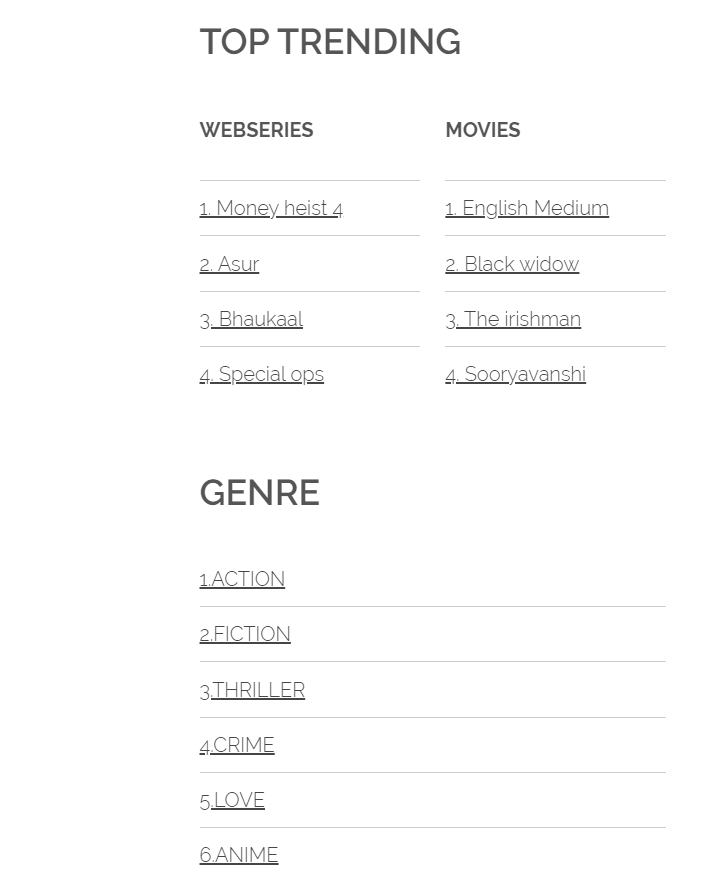 TOP TRENDING
WEBSERIES
1. Money heist 4
2. Asur
3. Bhaukaal
4. Special ops
MOVIES
1. English Medium
2. Black widow
3. The irishman
4. Sooryavanshi
GENRE
1.ACTION
2.FICTION
3.THRILLER
4.CRIME
5.LOVE
6.ANIME